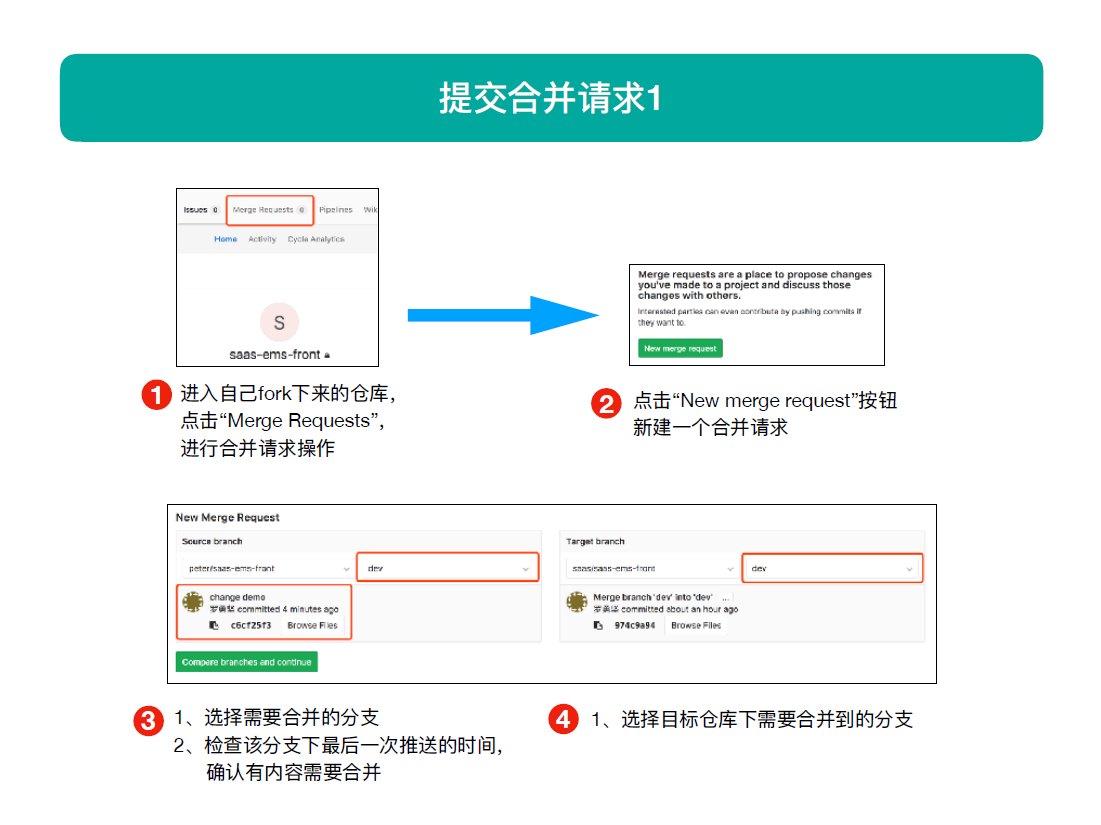 提交合并请求1
Issues 0 Merge Requests 0 Pipelines Wik
Home Activity Cycle Analytics
S
saas-ems-front
Merge requests are a place to propose changes
you've made to a project and discuss those
changes with others.
Interested parties can even contribute by pushing commits if
they want to.
New merge request
1 进入自己fork下来的仓库，
点击“Merge Requests”，
进行合并请求操作
2 点击“New merge request”按钮
新建一个合并请求
New Merge Request
Source branch
peter/saas-ems-front dev
change demo
罗勇华 committed 4 minutes ago
c6cf25f3 Browse Files
Target branch
saas/saas-ems-front dev
Merge branch 'dev' into 'dev' ...
罗勇华 committed about an hour ago
974c9a94 Browse Files
Compare branches and continue
3 1、选择需要合并的分支
2、检查该分支下最后一次推送的时间，
确认有内容需要合并
4 1、选择目标仓库下需要合并到的分支